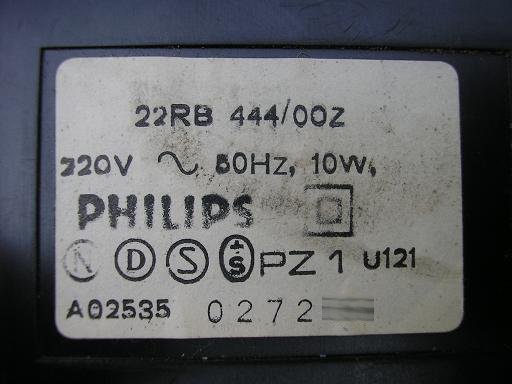 22RB 444/00Z
220V ~ 50Hz, 10W,
PHILIPS
N D S +S PZ 1 U121
A02535 0272